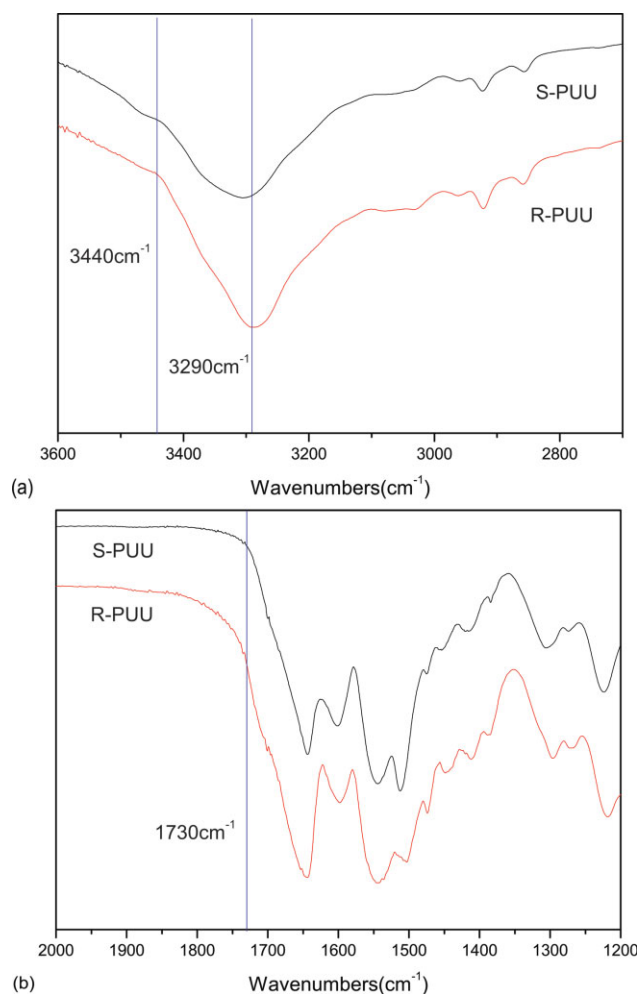 S-PUU
R-PUU
3440cm⁻¹
3290cm⁻¹
3600 3400 3200 3000 2800
(a) Wavenumbers(cm⁻¹)
S-PUU
R-PUU
1730cm⁻¹
2000 1900 1800 1700 1600 1500 1400 1300 1200
(b) Wavenumbers(cm⁻¹)